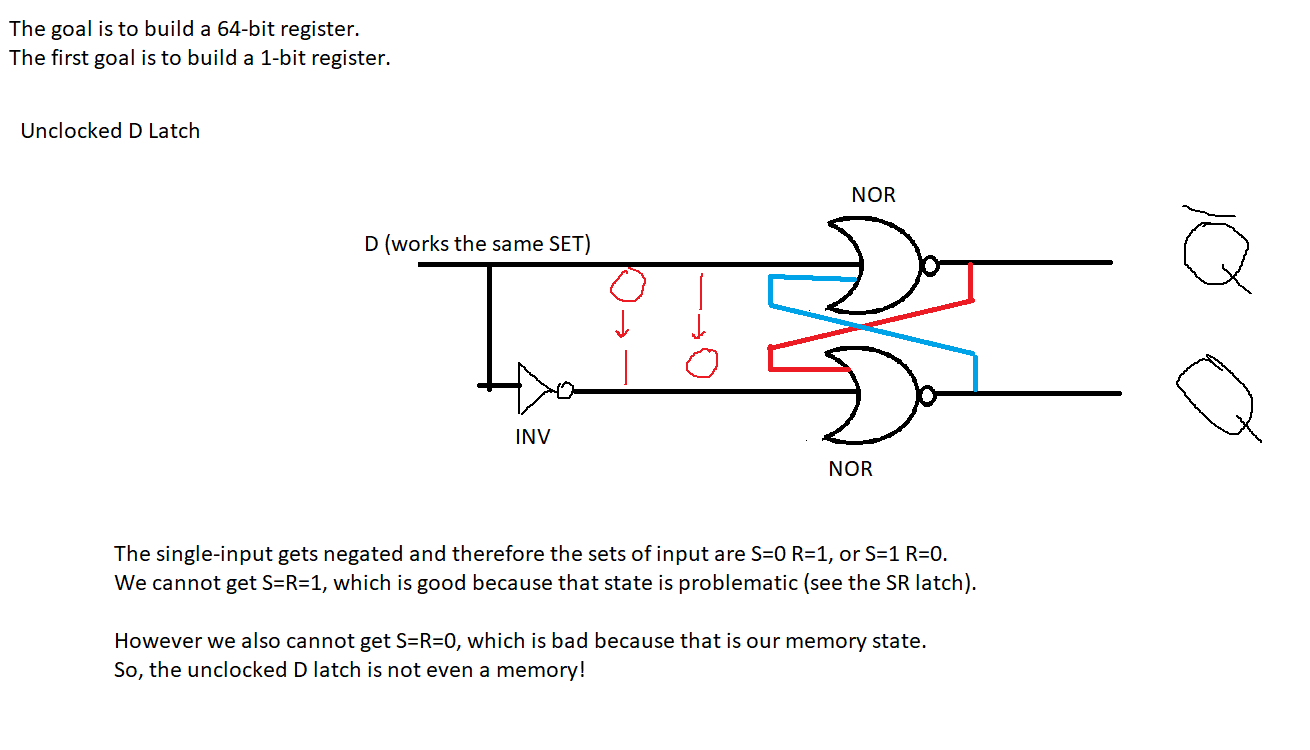 The goal is to build a 64-bit register.
The first goal is to build a 1-bit register.
Unclocked D Latch
NOR
D (works the same SET)
Q̅
0 1
↓ ↓
1 0
Q
INV
NOR
The single-input gets negated and therefore the sets of input are S=0 R=1, or S=1 R=0.
We cannot get S=R=1, which is good because that state is problematic (see the SR latch).
However we also cannot get S=R=0, which is bad because that is our memory state.
So, the unclocked D latch is not even a memory!